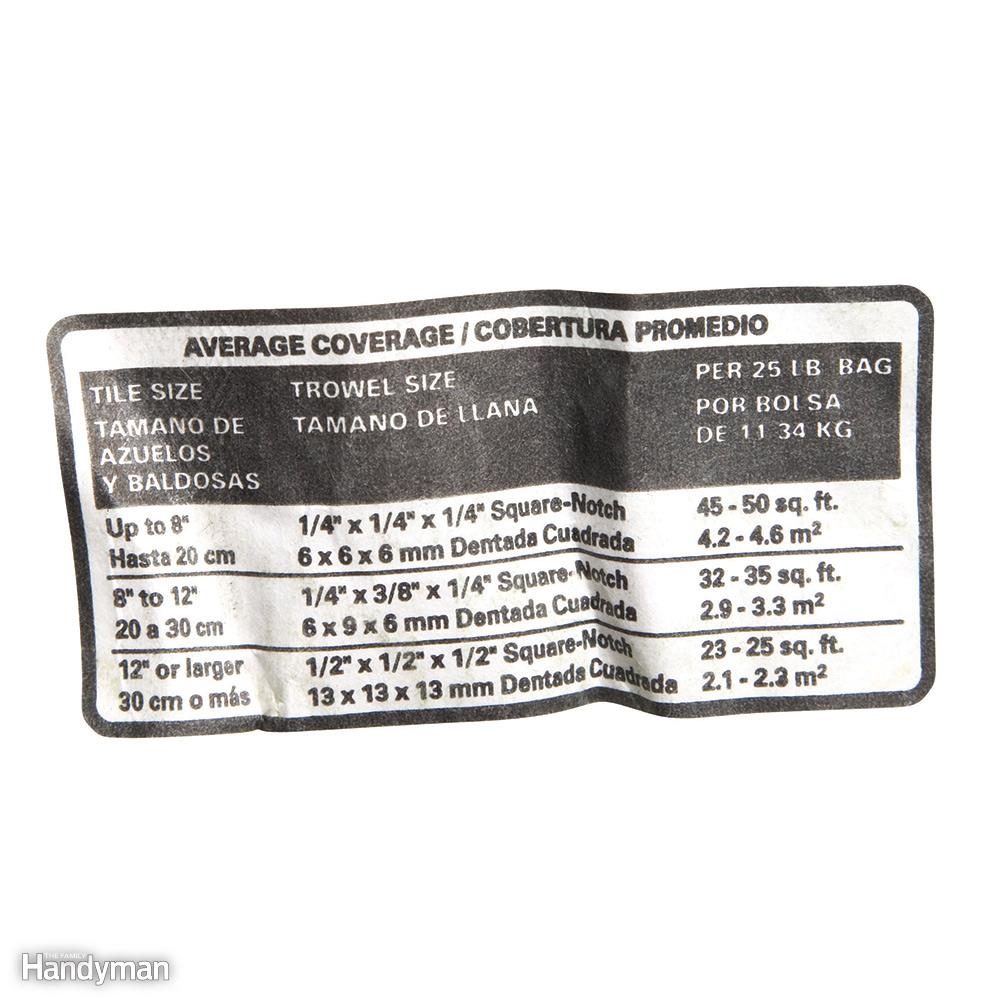 AVERAGE COVERAGE / COBERTURA PROMEDIO
TILE SIZE TROWEL SIZE PER 25 LB BAG
TAMANO DE TAMANO DE LLANA POR BOLSA
AZUELOS DE 11 34 KG
Y BALDOSAS
Up to 8" 1/4" x 1/4" x 1/4" Square-Notch 45 - 50 sq. ft.
Hasta 20 cm 6 x 6 x 6 mm Dentada Cuadrada 4.2 - 4.6 m²
8" to 12" 1/4" x 3/8" x 1/4" Square-Notch 32 - 35 sq. ft.
20 a 30 cm 6 x 9 x 6 mm Dentada Cuadrada 2.9 - 3.3 m²
12" or larger 1/2" x 1/2" x 1/2" Square-Notch 23 - 25 sq. ft.
30 cm o más 13 x 13 x 13 mm Dentada Cuadrada 2.1 - 2.3 m²
THE FAMILY
Handyman